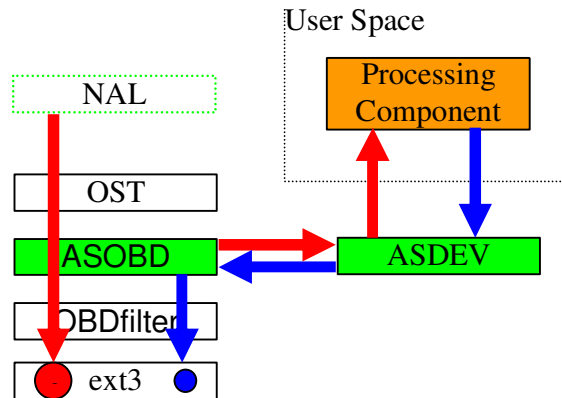 User Space
Processing
Component
NAL
OST
ASOBD
ASDEV
OBDfilter
ext3